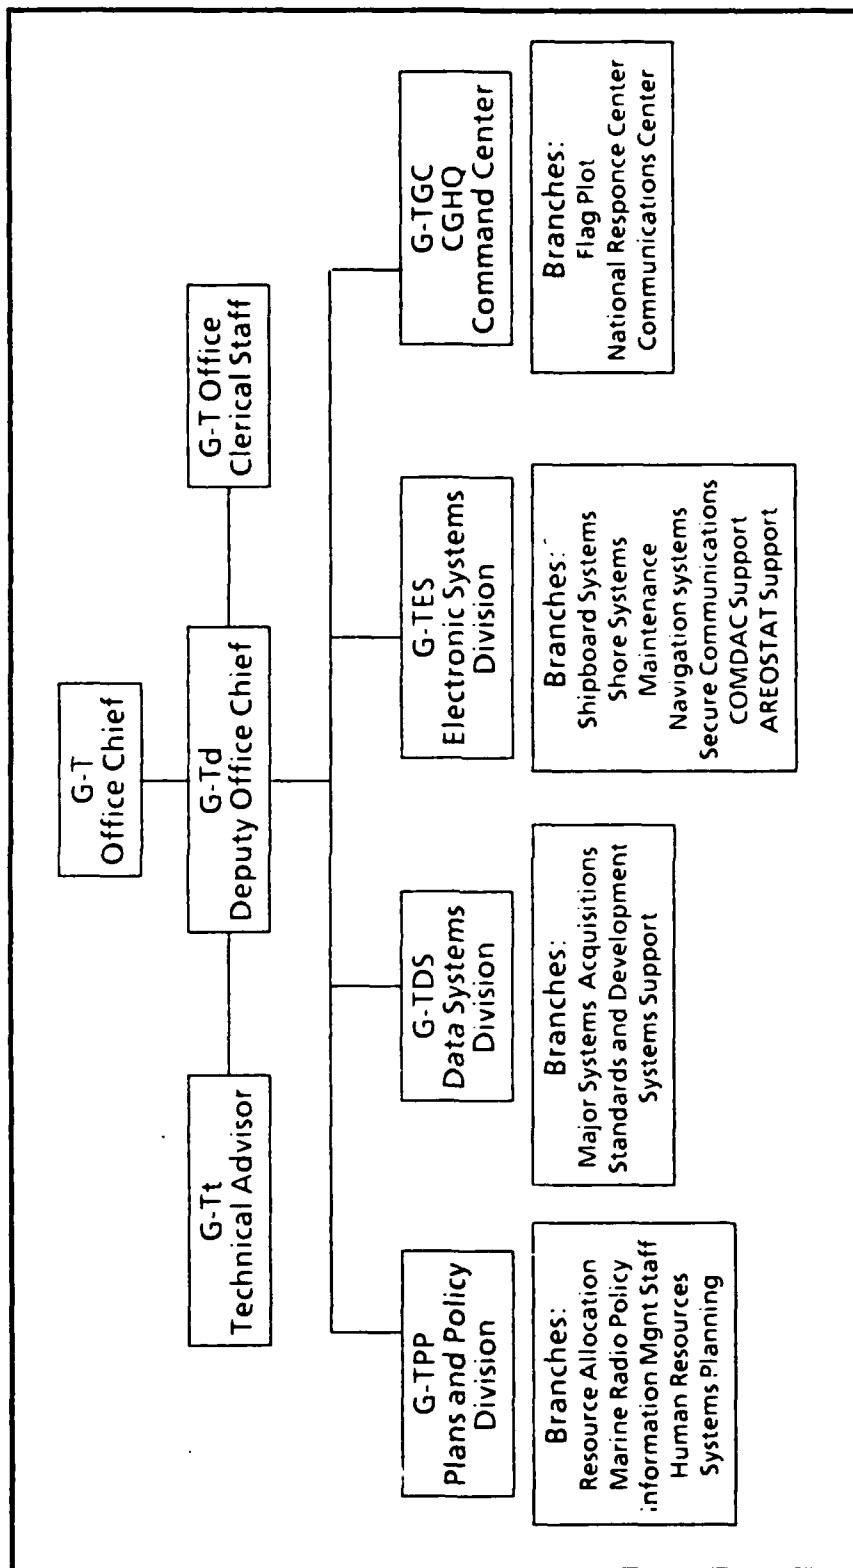 G-T
Office Chief
G-Tt
Technical Advisor
G-Td
Deputy Office Chief
G-T Office
Clerical Staff
G-TPP
Plans and Policy
Division
Branches:
Resource Allocation
Marine Radio Policy
Information Mgnt Staff
Human Resources
Systems Planning
G-TDS
Data Systems
Division
Branches:
Major Systems Acquisitions
Standards and Development
Systems Support
G-TES
Electronic Systems
Division
Branches:
Shipboard Systems
Shore Systems
Maintenance
Navigation systems
Secure Communications
COMDAC Support
AREOSTAT Support
G-TGC
CGHQ
Command Center
Branches:
Flag Plot
National Responce Center
Communications Center